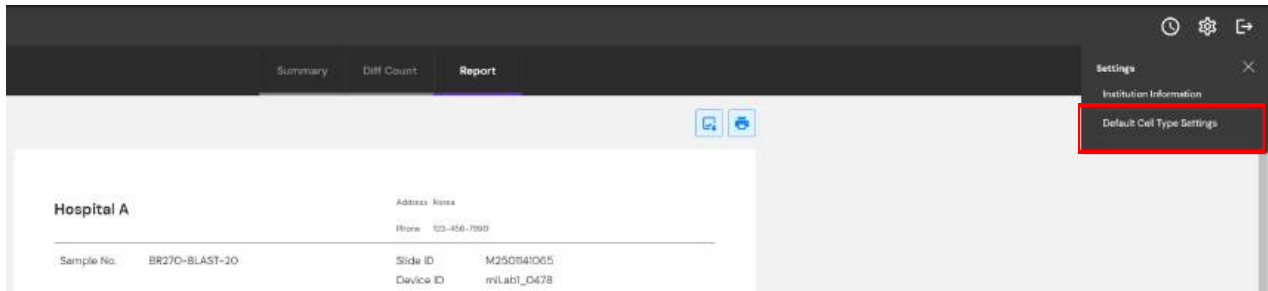 Summary Diff Count Report
Settings
Institution Information
Default Cell Type Settings
Hospital A
Address Korea
Phone 123-456-7890
Sample No. BR270-BLAST-20
Slide ID M2501141065
Device ID miLab1_0478